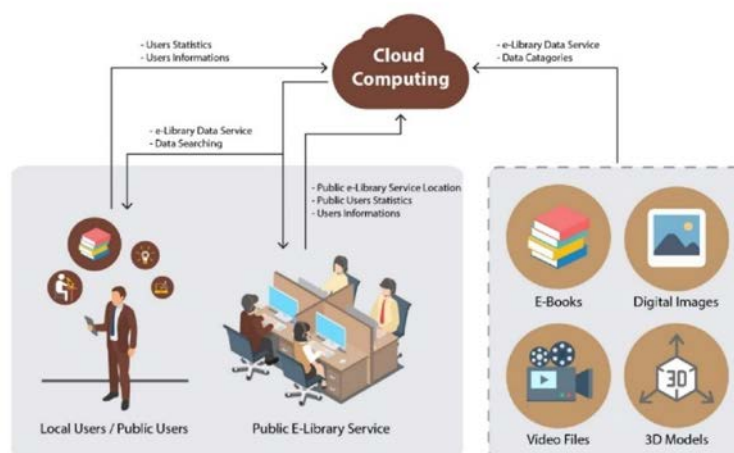 - Users Statistics
- Users Informations
Cloud
Computing
- e-Library Data Service
- Data Catagories
- e-Library Data Service
- Data Searching
- Public e-Library Service Location
- Public Users Statistics
- Users Informations
E-Books
Digital Images
3D
Local Users / Public Users
Public E-Library Service
Video Files
3D Models